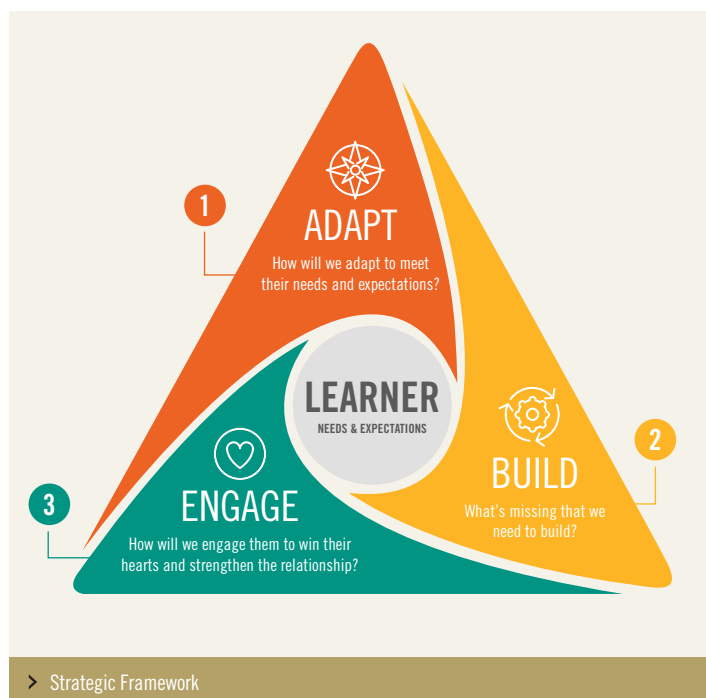 1
ADAPT
How will we adapt to meet
their needs and expectations?
LEARNER
NEEDS & EXPECTATIONS
2
BUILD
What's missing that we
need to build?
3
ENGAGE
How will we engage them to win their
hearts and strengthen the relationship?
Strategic Framework